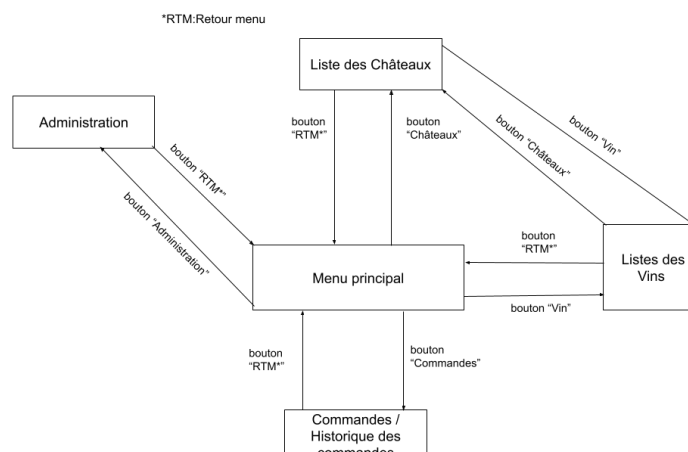 *RTM:Retour menu
Liste des Châteaux
Administration
bouton
“RTM*”
bouton
“Châteaux”
bouton “Vin”
bouton “Châteaux”
bouton “RTM*”
bouton “Administration”
bouton
“RTM*”
Listes des
Vins
Menu principal
bouton “Vin”
bouton
“RTM*”
bouton
“Commandes”
Commandes /
Historique des
commandes